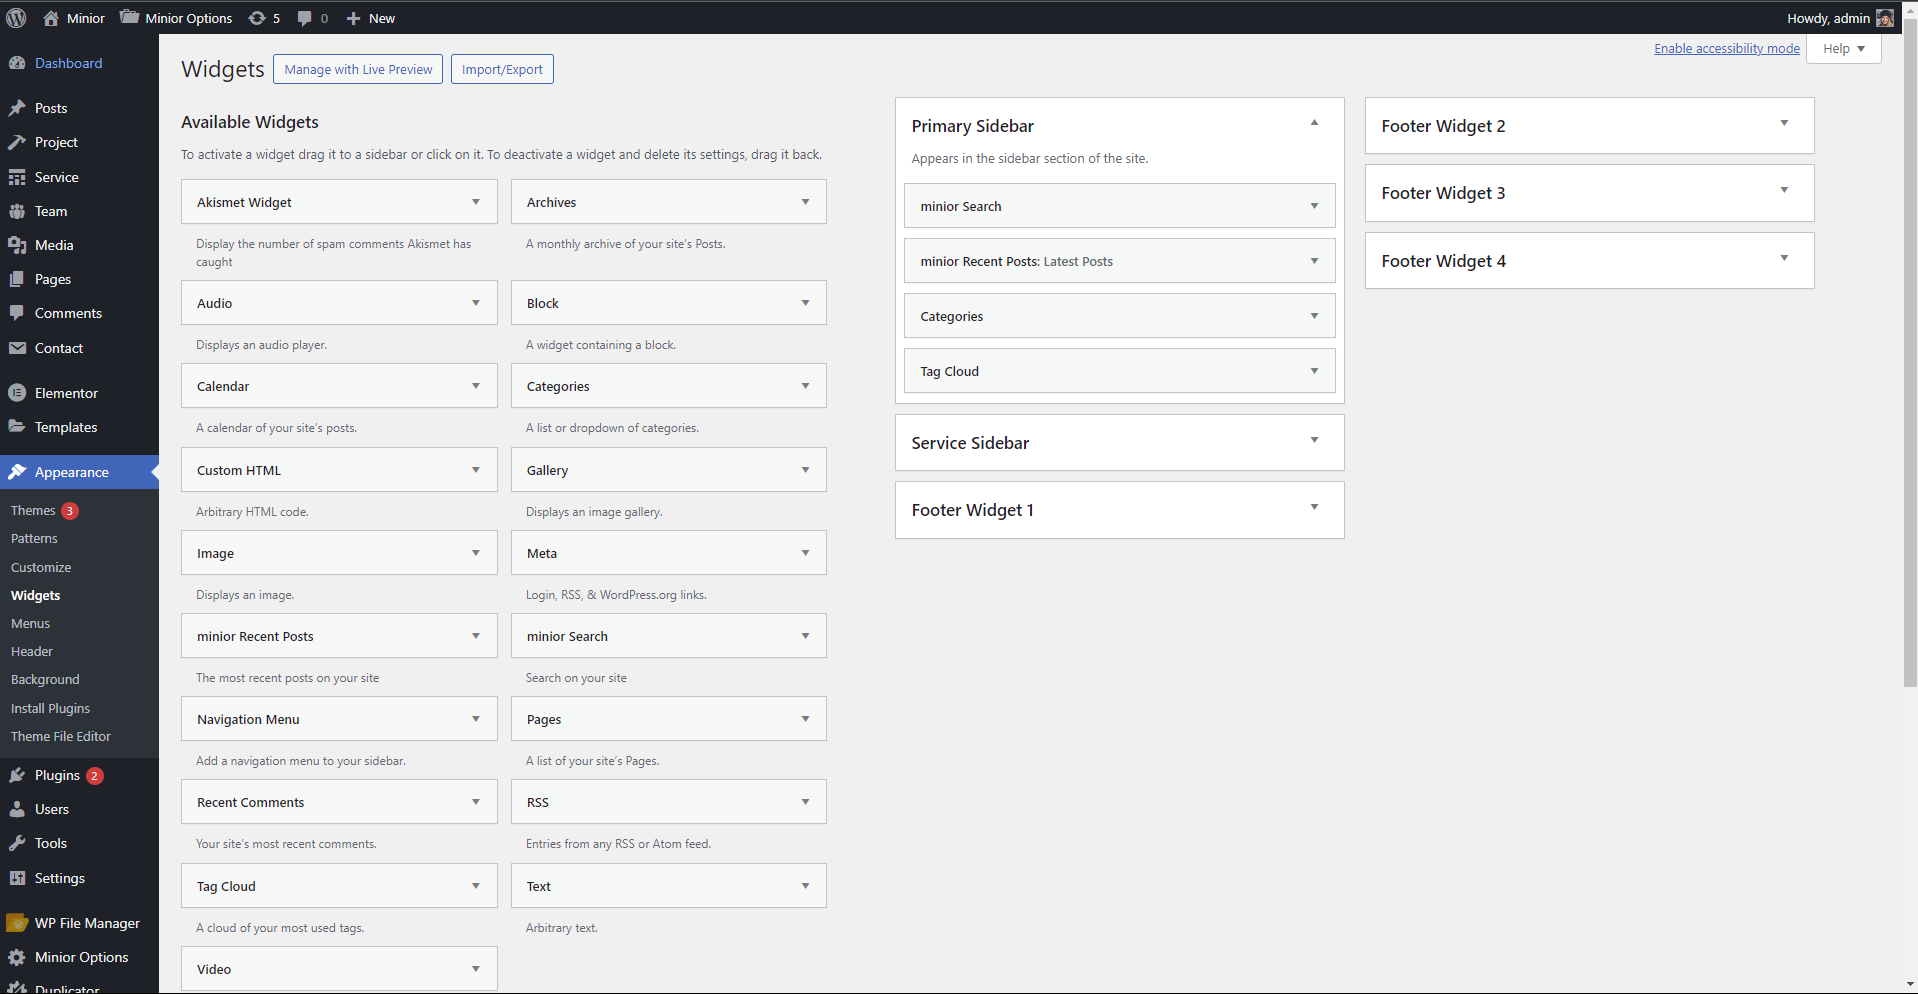 Minior
Minior Options
5
0
New
Howdy, admin
Dashboard
Posts
Project
Service
Team
Media
Pages
Comments
Contact
Elementor
Templates
Appearance
Themes 3
Patterns
Customize
Widgets
Menus
Header
Background
Install Plugins
Theme File Editor
Plugins 2
Users
Tools
Settings
WP File Manager
Minior Options
Duplicator
Enable accessibility mode
Help
Widgets
Manage with Live Preview
Import/Export
Available Widgets
To activate a widget drag it to a sidebar or click on it. To deactivate a widget and delete its settings, drag it back.
Akismet Widget
Display the number of spam comments Akismet has
caught
Archives
A monthly archive of your site's Posts.
Audio
Displays an audio player.
Block
A widget containing a block.
Calendar
A calendar of your site's posts.
Categories
A list or dropdown of categories.
Custom HTML
Arbitrary HTML code.
Gallery
Displays an image gallery.
Image
Displays an image.
Meta
Login, RSS, & WordPress.org links.
minior Recent Posts
The most recent posts on your site
minior Search
Search on your site
Navigation Menu
Add a navigation menu to your sidebar.
Pages
A list of your site's Pages.
Recent Comments
Your site's most recent comments.
RSS
Entries from any RSS or Atom feed.
Tag Cloud
A cloud of your most used tags.
Text
Arbitrary text.
Video
Primary Sidebar
Appears in the sidebar section of the site.
minior Search
minior Recent Posts: Latest Posts
Categories
Tag Cloud
Service Sidebar
Footer Widget 1
Footer Widget 2
Footer Widget 3
Footer Widget 4